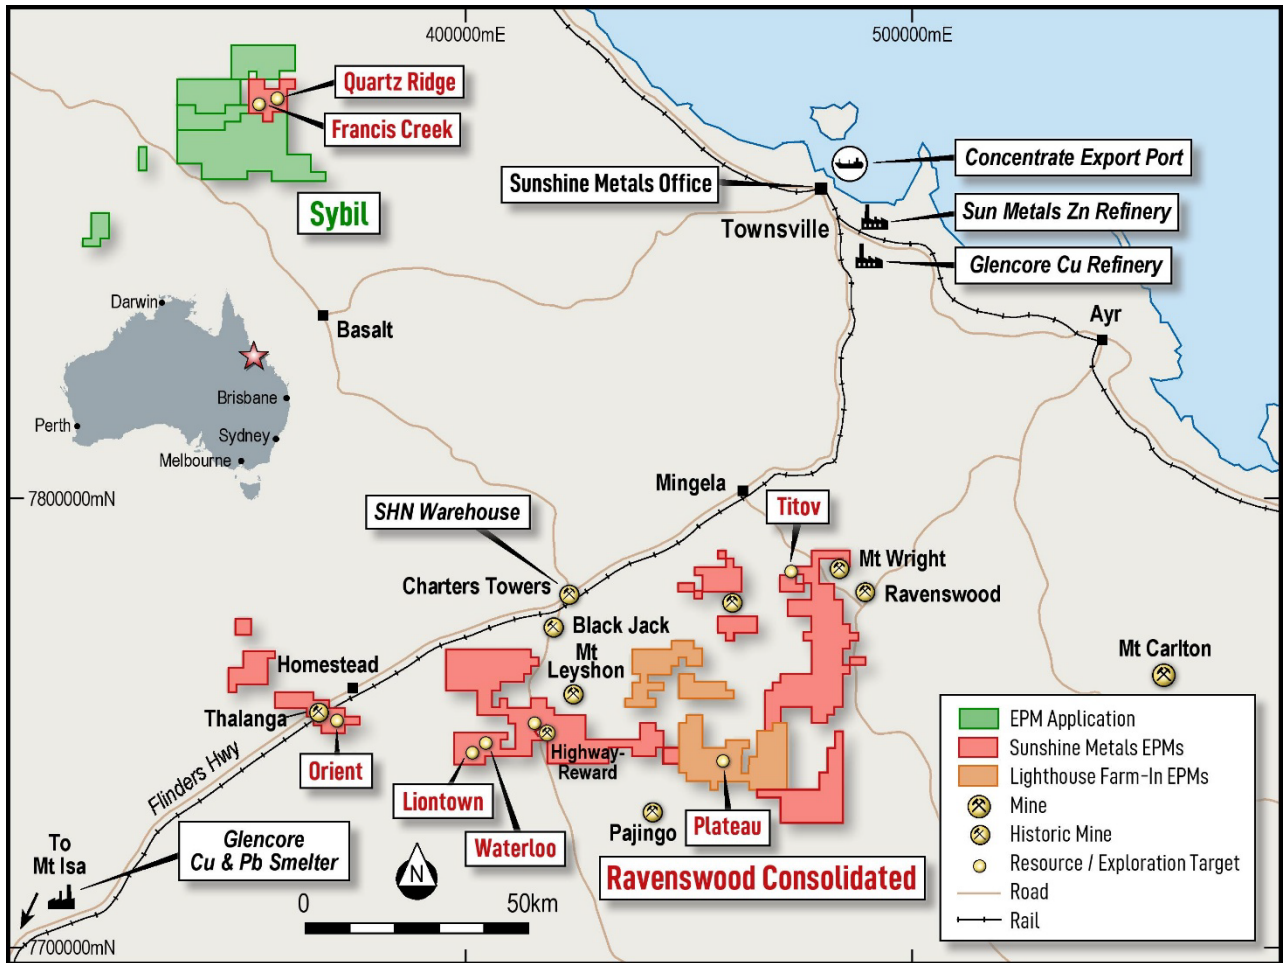 400000mE
500000mE
Quartz Ridge
Francis Creek
Sybil
Sunshine Metals Office
Concentrate Export Port
Townsville
Sun Metals Zn Refinery
Glencore Cu Refinery
Ayr
Basalt
Darwin
Brisbane
Perth
Sydney
Melbourne
7800000mN
Mingela
SHN Warehouse
Titov
Charters Towers
Mt Wright
Ravenswood
Black Jack
Mt
Leyshon
Mt Carlton
Homestead
Thalanga
Orient
Flinders Hwy
Highway-
Reward
Liontown
Waterloo
Pajingo
Plateau
Ravenswood Consolidated
To
Mt Isa
Glencore
Cu & Pb Smelter
N
0
50km
7700000mN
EPM Application
Sunshine Metals EPMs
Lighthouse Farm-In EPMs
Mine
Historic Mine
Resource / Exploration Target
Road
Rail